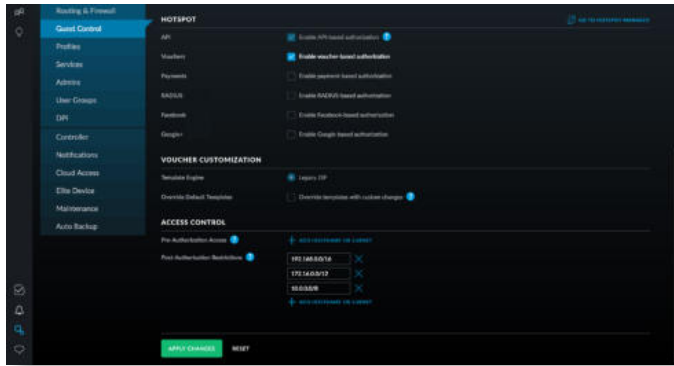 Routing & Firewall
Guest Control
Profiles
Services
Admins
User Groups
DPI
Controller
Notifications
Cloud Access
Elite Device
Maintenance
Auto Backup
HOTSPOT
GO TO HOTSPOT MANAGER
API
Enable API-based authorization
Vouchers
Enable voucher-based authorization
Payments
Enable payment-based authorization
RADIUS
Enable RADIUS-based authorization
Facebook
Enable Facebook-based authorization
Google+
Enable Google-based authorization
VOUCHER CUSTOMIZATION
Template Engine
Legacy JSP
Override Default Templates
Override templates with custom changes
ACCESS CONTROL
Pre-Authorization Access
ADD HOSTNAME OR SUBNET
Post-Authorization Restrictions
192.168.0.0/16
172.16.0.0/12
10.0.0.0/8
ADD HOSTNAME OR SUBNET
APPLY CHANGES
RESET